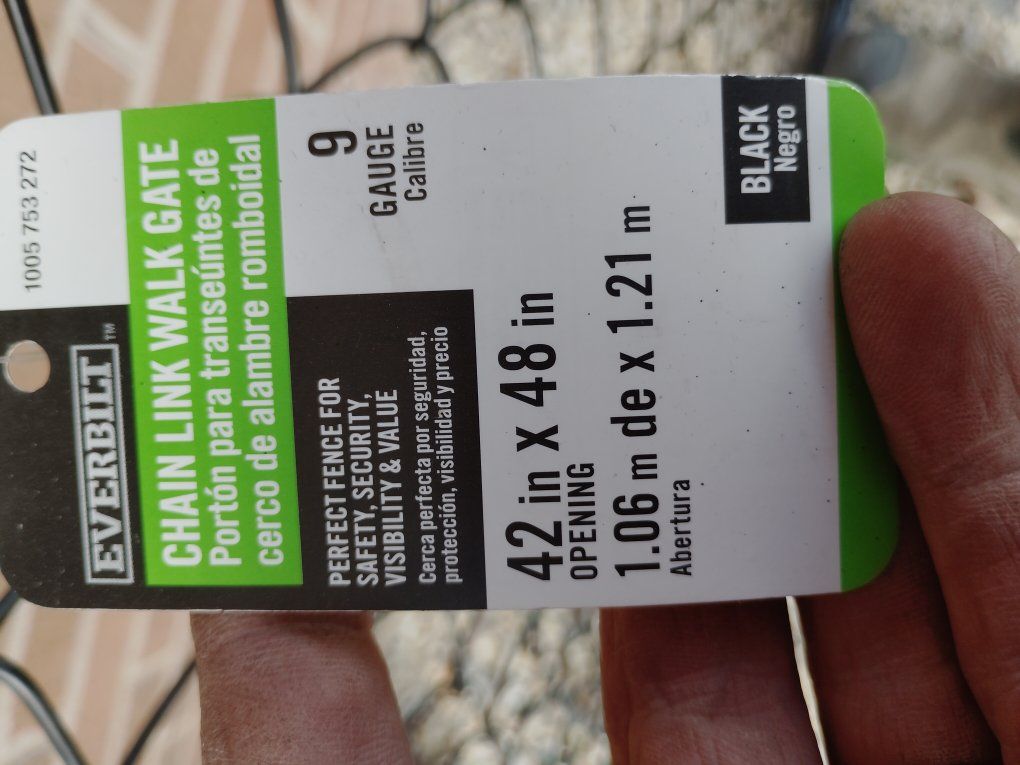 1005 753 272
EVERBILT™
CHAIN LINK WALK GATE
Portón para transeúntes de
cerco de alambre romboidal
9
GAUGE
Calibre
PERFECT FENCE FOR
SAFETY, SECURITY,
VISIBILITY & VALUE
Cerca perfecta por seguridad,
protección, visibilidad y precio
42 in x 48 in
OPENING
1.06 m de x 1.21 m
Abertura
BLACK
Negro